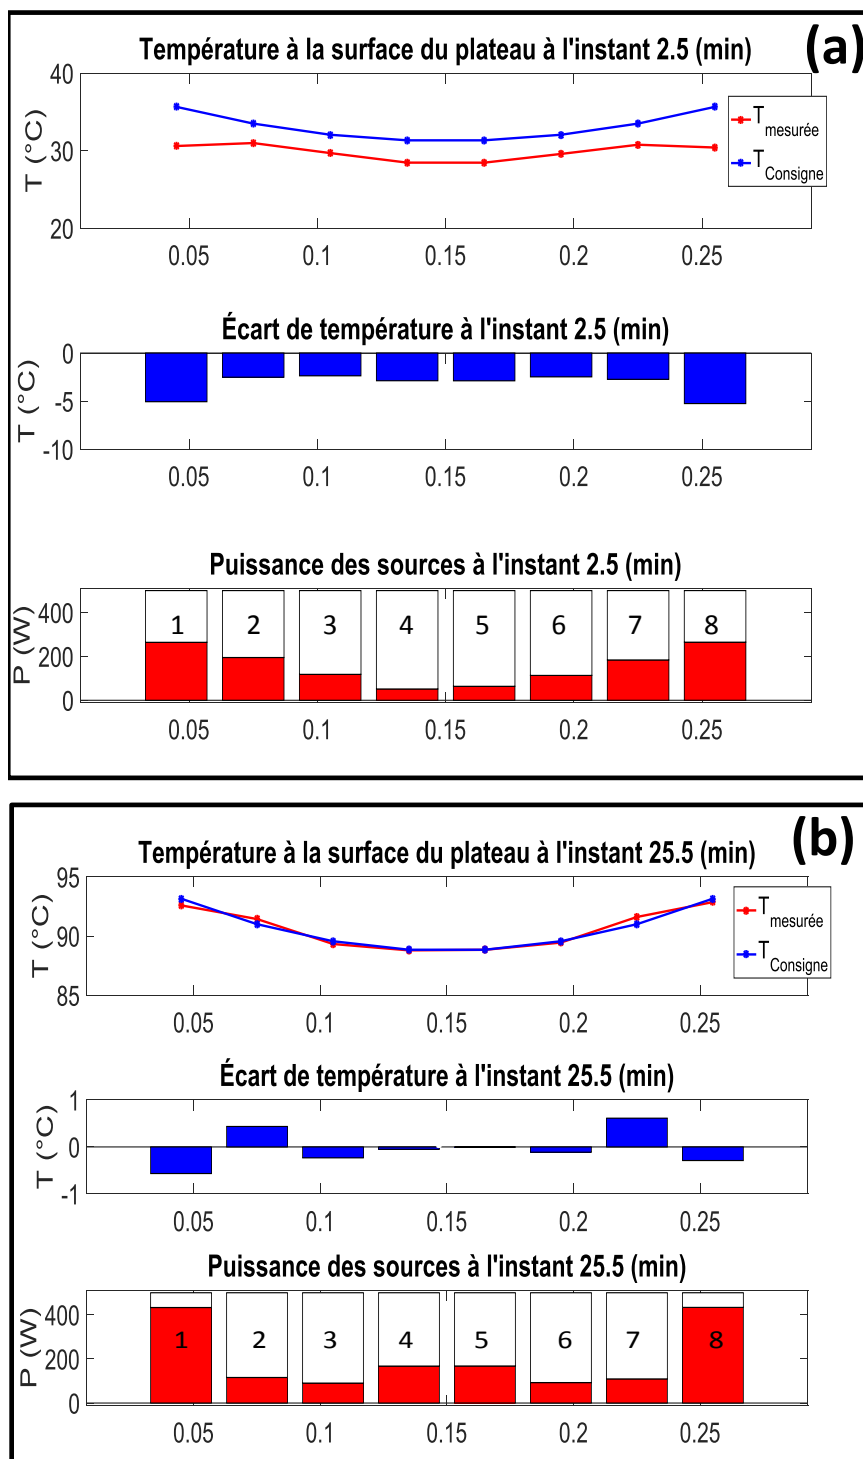 (a)
Température à la surface du plateau à l'instant 2.5 (min)
40
30
20
T (°C)
T mesurée
T Consigne
0.05 0.1 0.15 0.2 0.25
Écart de température à l'instant 2.5 (min)
0
-5
-10
T (°C)
0.05 0.1 0.15 0.2 0.25
Puissance des sources à l'instant 2.5 (min)
400
200
0
P (W)
1 2 3 4 5 6 7 8
0.05 0.1 0.15 0.2 0.25
(b)
Température à la surface du plateau à l'instant 25.5 (min)
95
90
85
T (°C)
T mesurée
T Consigne
0.05 0.1 0.15 0.2 0.25
Écart de température à l'instant 25.5 (min)
1
0
-1
T (°C)
0.05 0.1 0.15 0.2 0.25
Puissance des sources à l'instant 25.5 (min)
400
200
0
P (W)
1 2 3 4 5 6 7 8
0.05 0.1 0.15 0.2 0.25